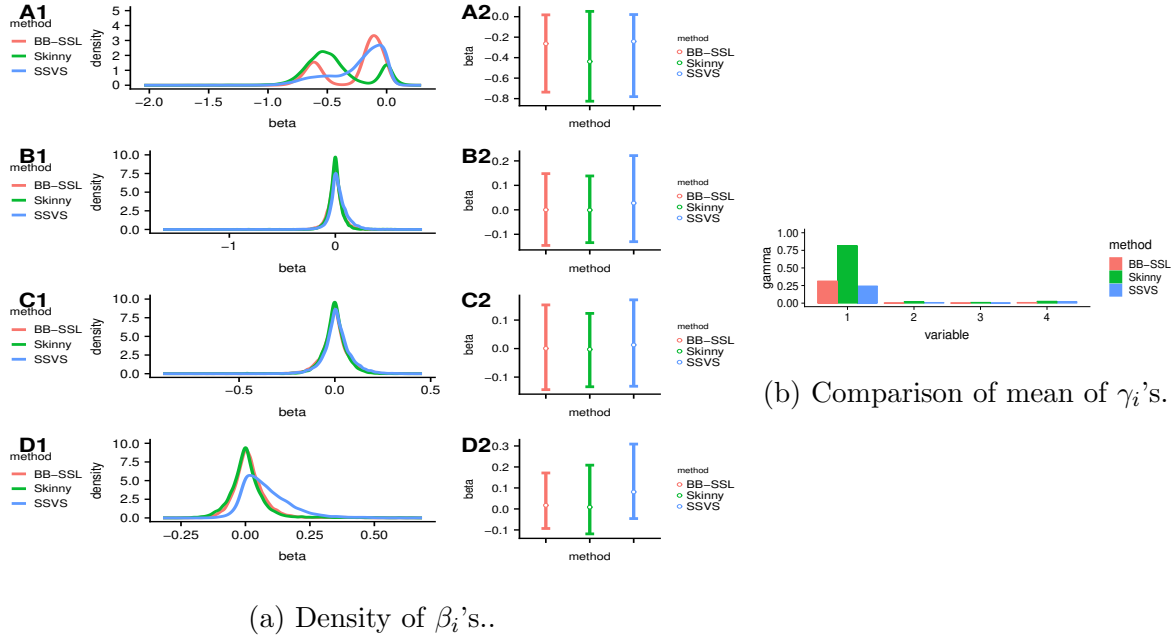 A1
method
BB-SSL
Skinny
SSVS
density
5
4
3
2
1
0
-2.0 -1.5 -1.0 -0.5 0.0
beta
A2
beta
0.0
-0.2
-0.4
-0.6
-0.8
method
method
BB-SSL
Skinny
SSVS
B1
method
BB-SSL
Skinny
SSVS
density
10.0
7.5
5.0
2.5
0.0
-1 0
beta
B2
beta
0.2
0.1
0.0
-0.1
method
method
BB-SSL
Skinny
SSVS
C1
method
BB-SSL
Skinny
SSVS
density
10.0
7.5
5.0
2.5
0.0
-0.5 0.0 0.5
beta
C2
beta
0.1
0.0
-0.1
method
method
BB-SSL
Skinny
SSVS
D1
method
BB-SSL
Skinny
SSVS
density
10.0
7.5
5.0
2.5
0.0
-0.25 0.00 0.25 0.50
beta
D2
beta
0.3
0.2
0.1
0.0
-0.1
method
method
BB-SSL
Skinny
SSVS
(a) Density of βi's..
gamma
1.00
0.75
0.50
0.25
0.00
1 2 3 4
variable
method
BB-SSL
Skinny
SSVS
(b) Comparison of mean of γi's.